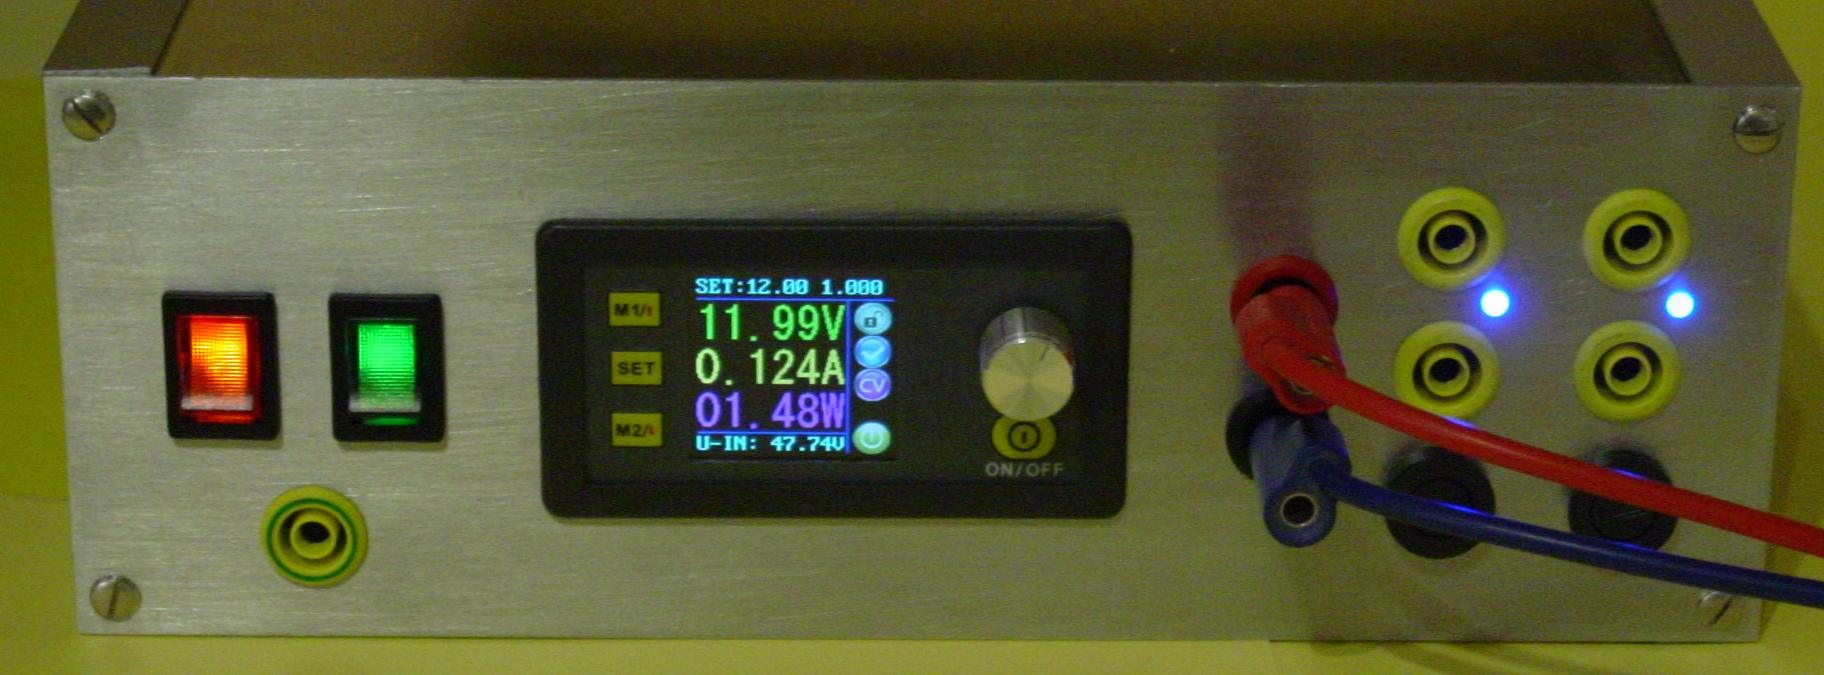 SET:12.00 1.000
M1/↑
11.99V
SET
0.124A
CV
M2/↓
01.48W
U-IN: 47.74V
ON/OFF